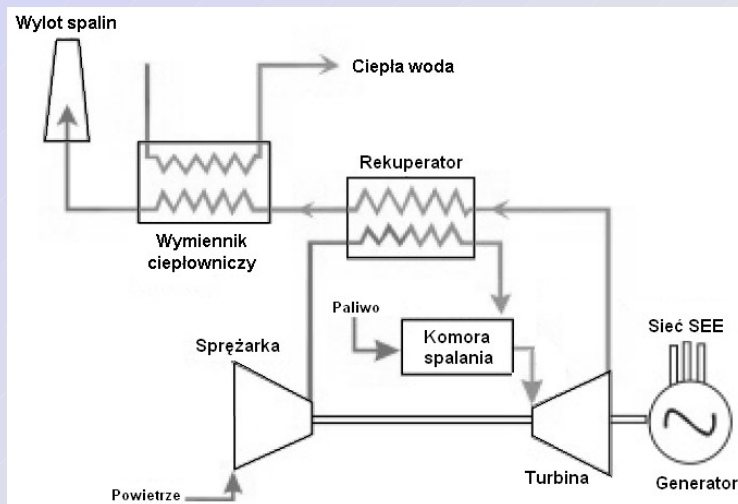 Wylot spalin
Ciepła woda
Rekuperator
Wymiennik
ciepłowniczy
Paliwo
Komora
spalania
Sieć SEE
Sprężarka
Turbina
Generator
Powietrze